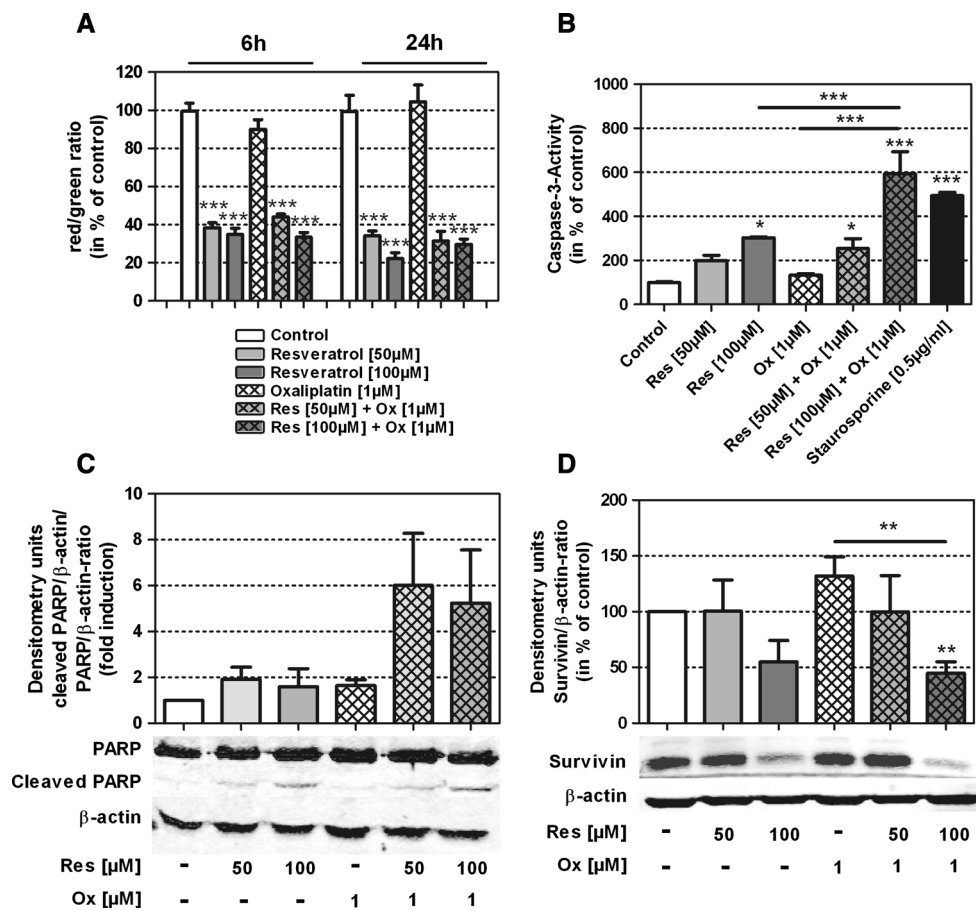 A
6h
24h
red/green ratio
(in % of control)
120
100
80
60
40
20
0
***
***
***
***
***
***
***
***
Control
Resveratrol [50µM]
Resveratrol [100µM]
Oxaliplatin [1µM]
Res [50µM] + Ox [1µM]
Res [100µM] + Ox [1µM]
B
Caspase-3-Activity
(in % of control)
1000
800
600
400
200
0
***
***
*
*
***
***
Control
Res [50µM]
Res [100µM]
Ox [1µM]
Res [50µM] + Ox [1µM]
Res [100µM] + Ox [1µM]
Staurosporine [0.5µg/ml]
C
Densitometry units
cleaved PARP/β-actin/
PARP/β-actin-ratio
(fold induction)
10
8
6
4
2
0
PARP
Cleaved PARP
β-actin
Res [µM] - 50 100 - 50 100
Ox [µM] - - - 1 1 1
D
Densitometry units
Survivin/β-actin-ratio
(in % of control)
200
150
100
50
0
**
**
Survivin
β-actin
Res [µM] - 50 100 - 50 100
Ox [µM] - - - 1 1 1